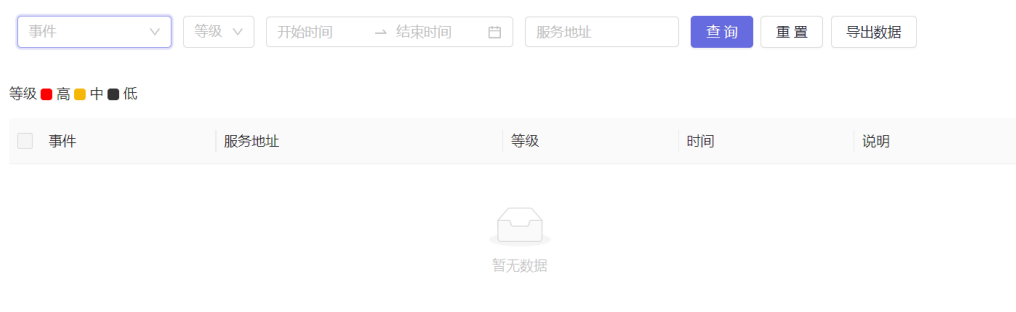 事件 等级 开始时间 结束时间 服务地址 查 询 重 置 导出数据
等级 高 中 低
事件 服务地址 等级 时间 说明
暂无数据